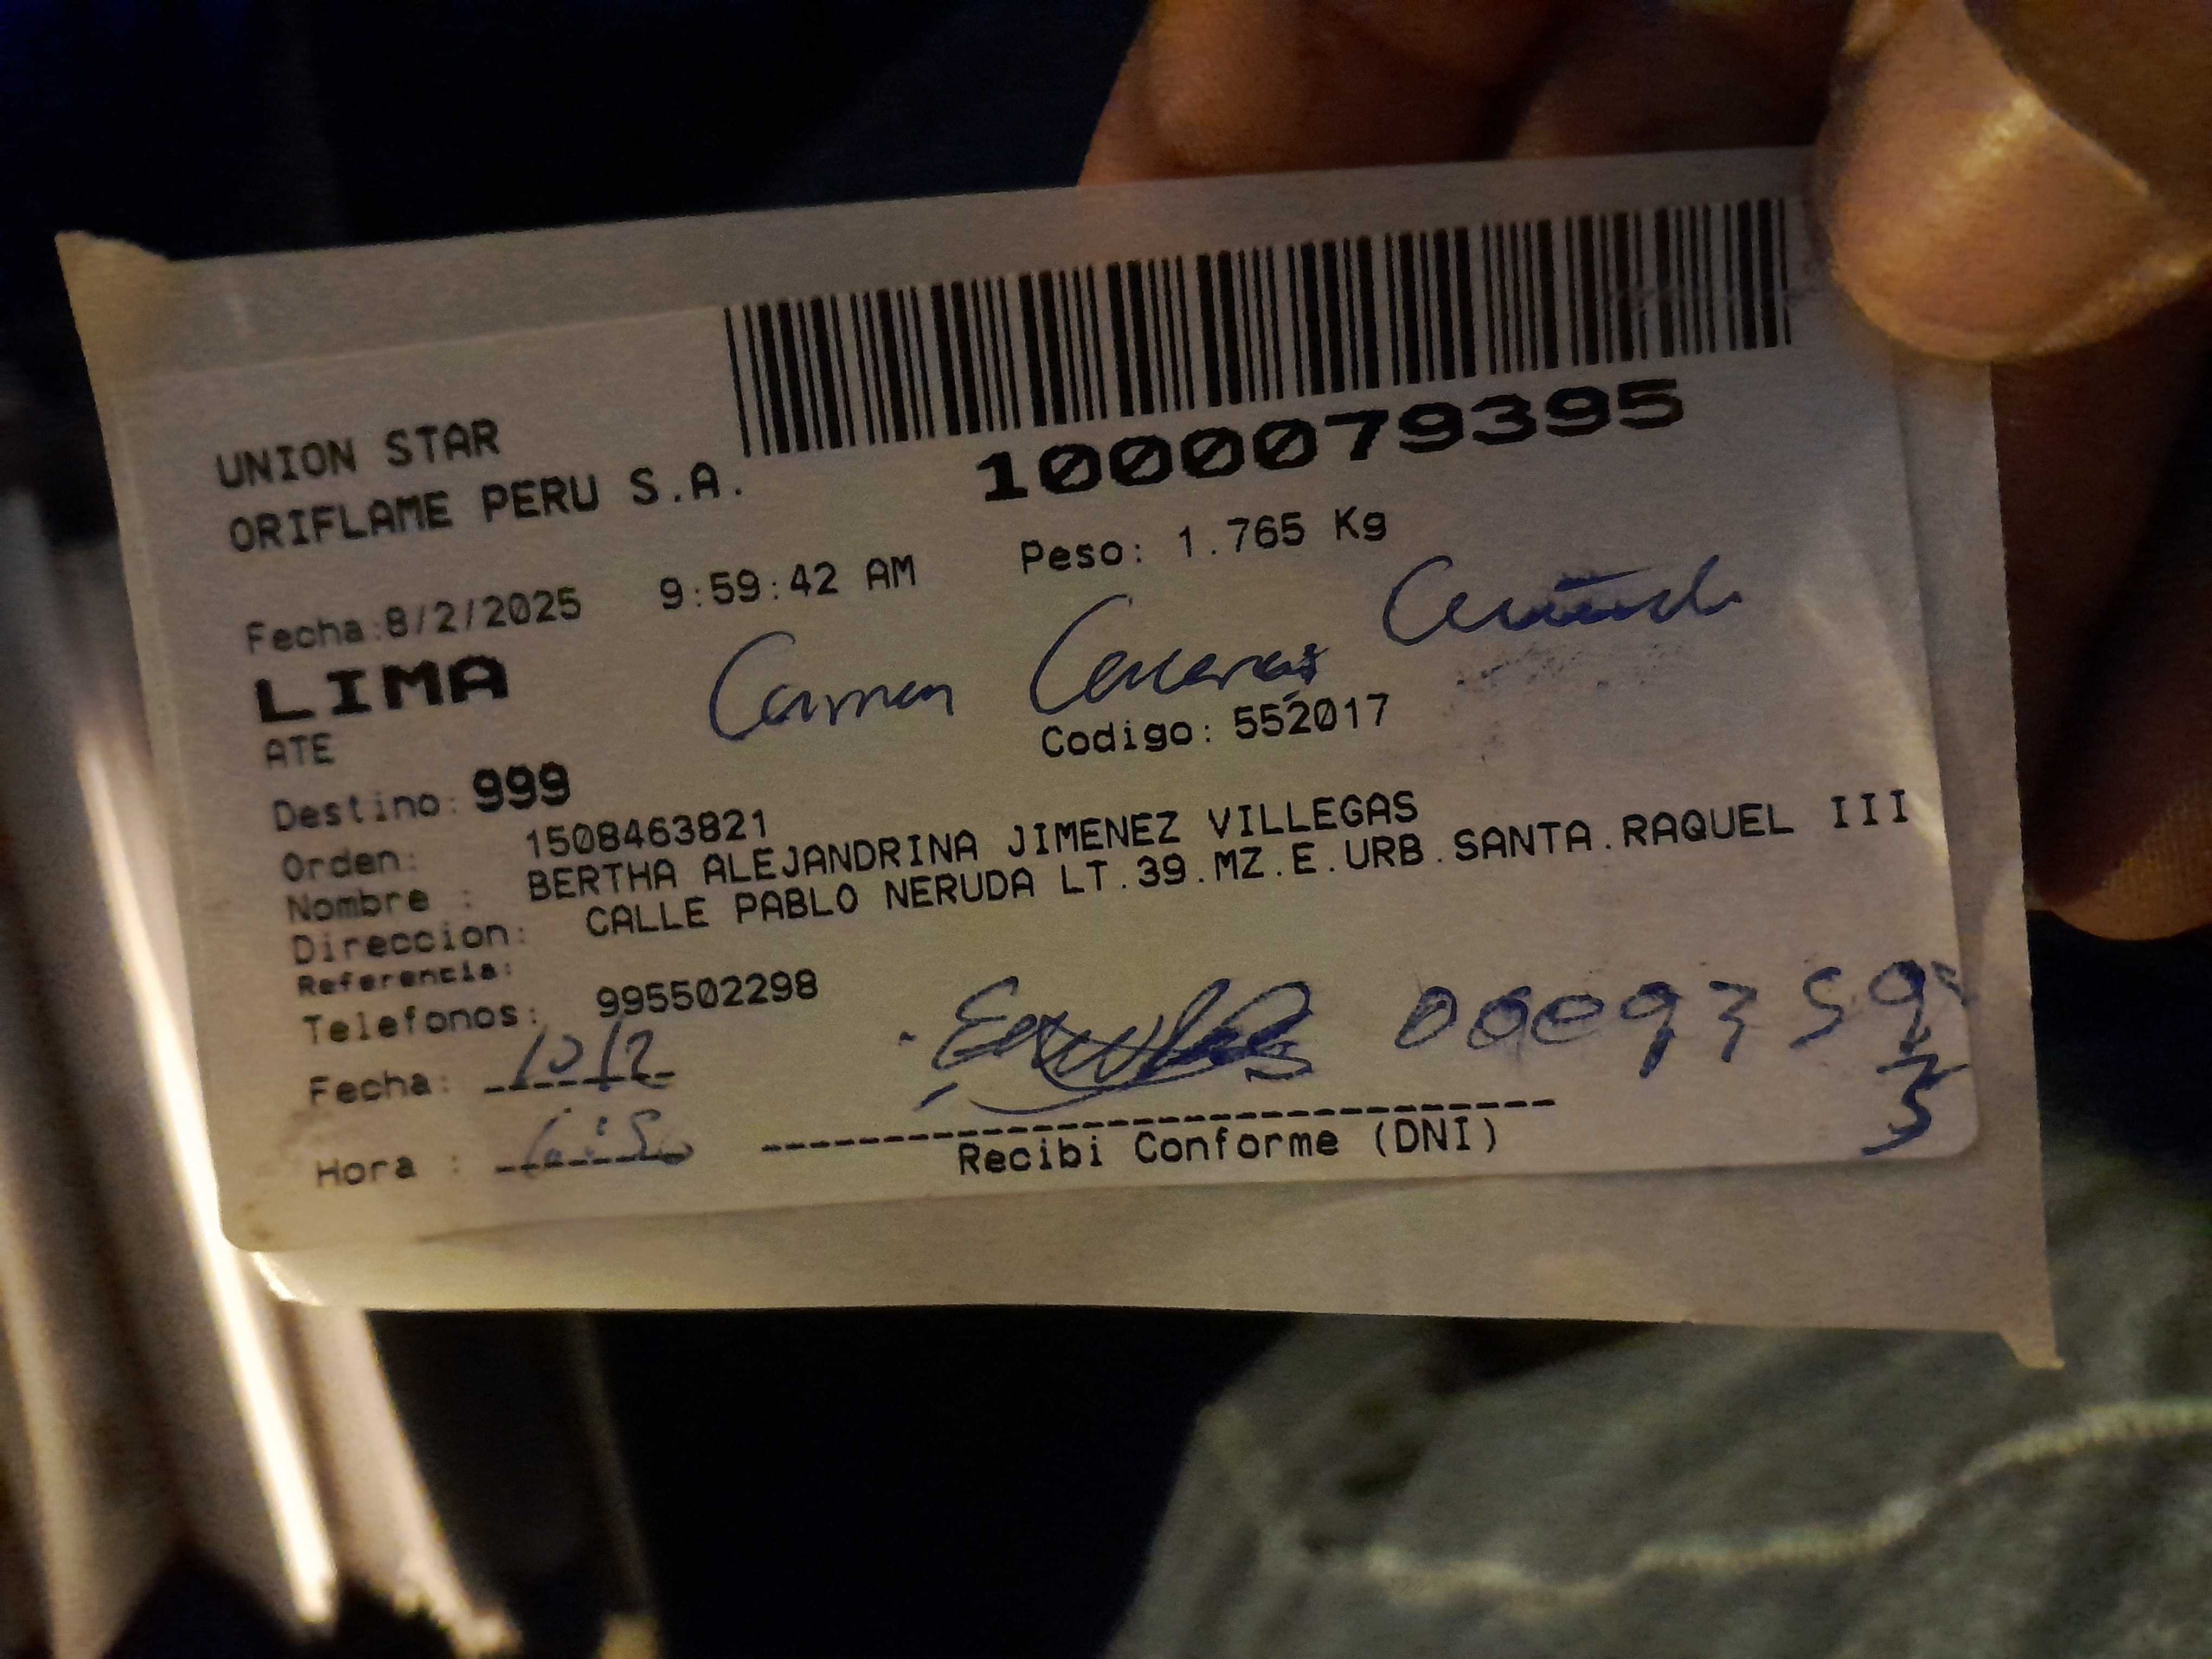 UNION STAR
ORIFLAME PERU S.A.
1000079395
Fecha:8/2/2025 9:59:42 AM Peso: 1.765 Kg
LIMA
Carmen
ATE
Codigo: 552017
Destino: 999
Orden: 1508463821
Nombre : BERTHA ALEJANDRINA JIMENEZ VILLEGAS
Direccion: CALLE PABLO NERUDA LT.39.MZ.E.URB.SANTA.RAQUEL III
Referencia:
Telefonos: 995502298
Fecha: 10/2
Hora :
Recibi Conforme (DNI)